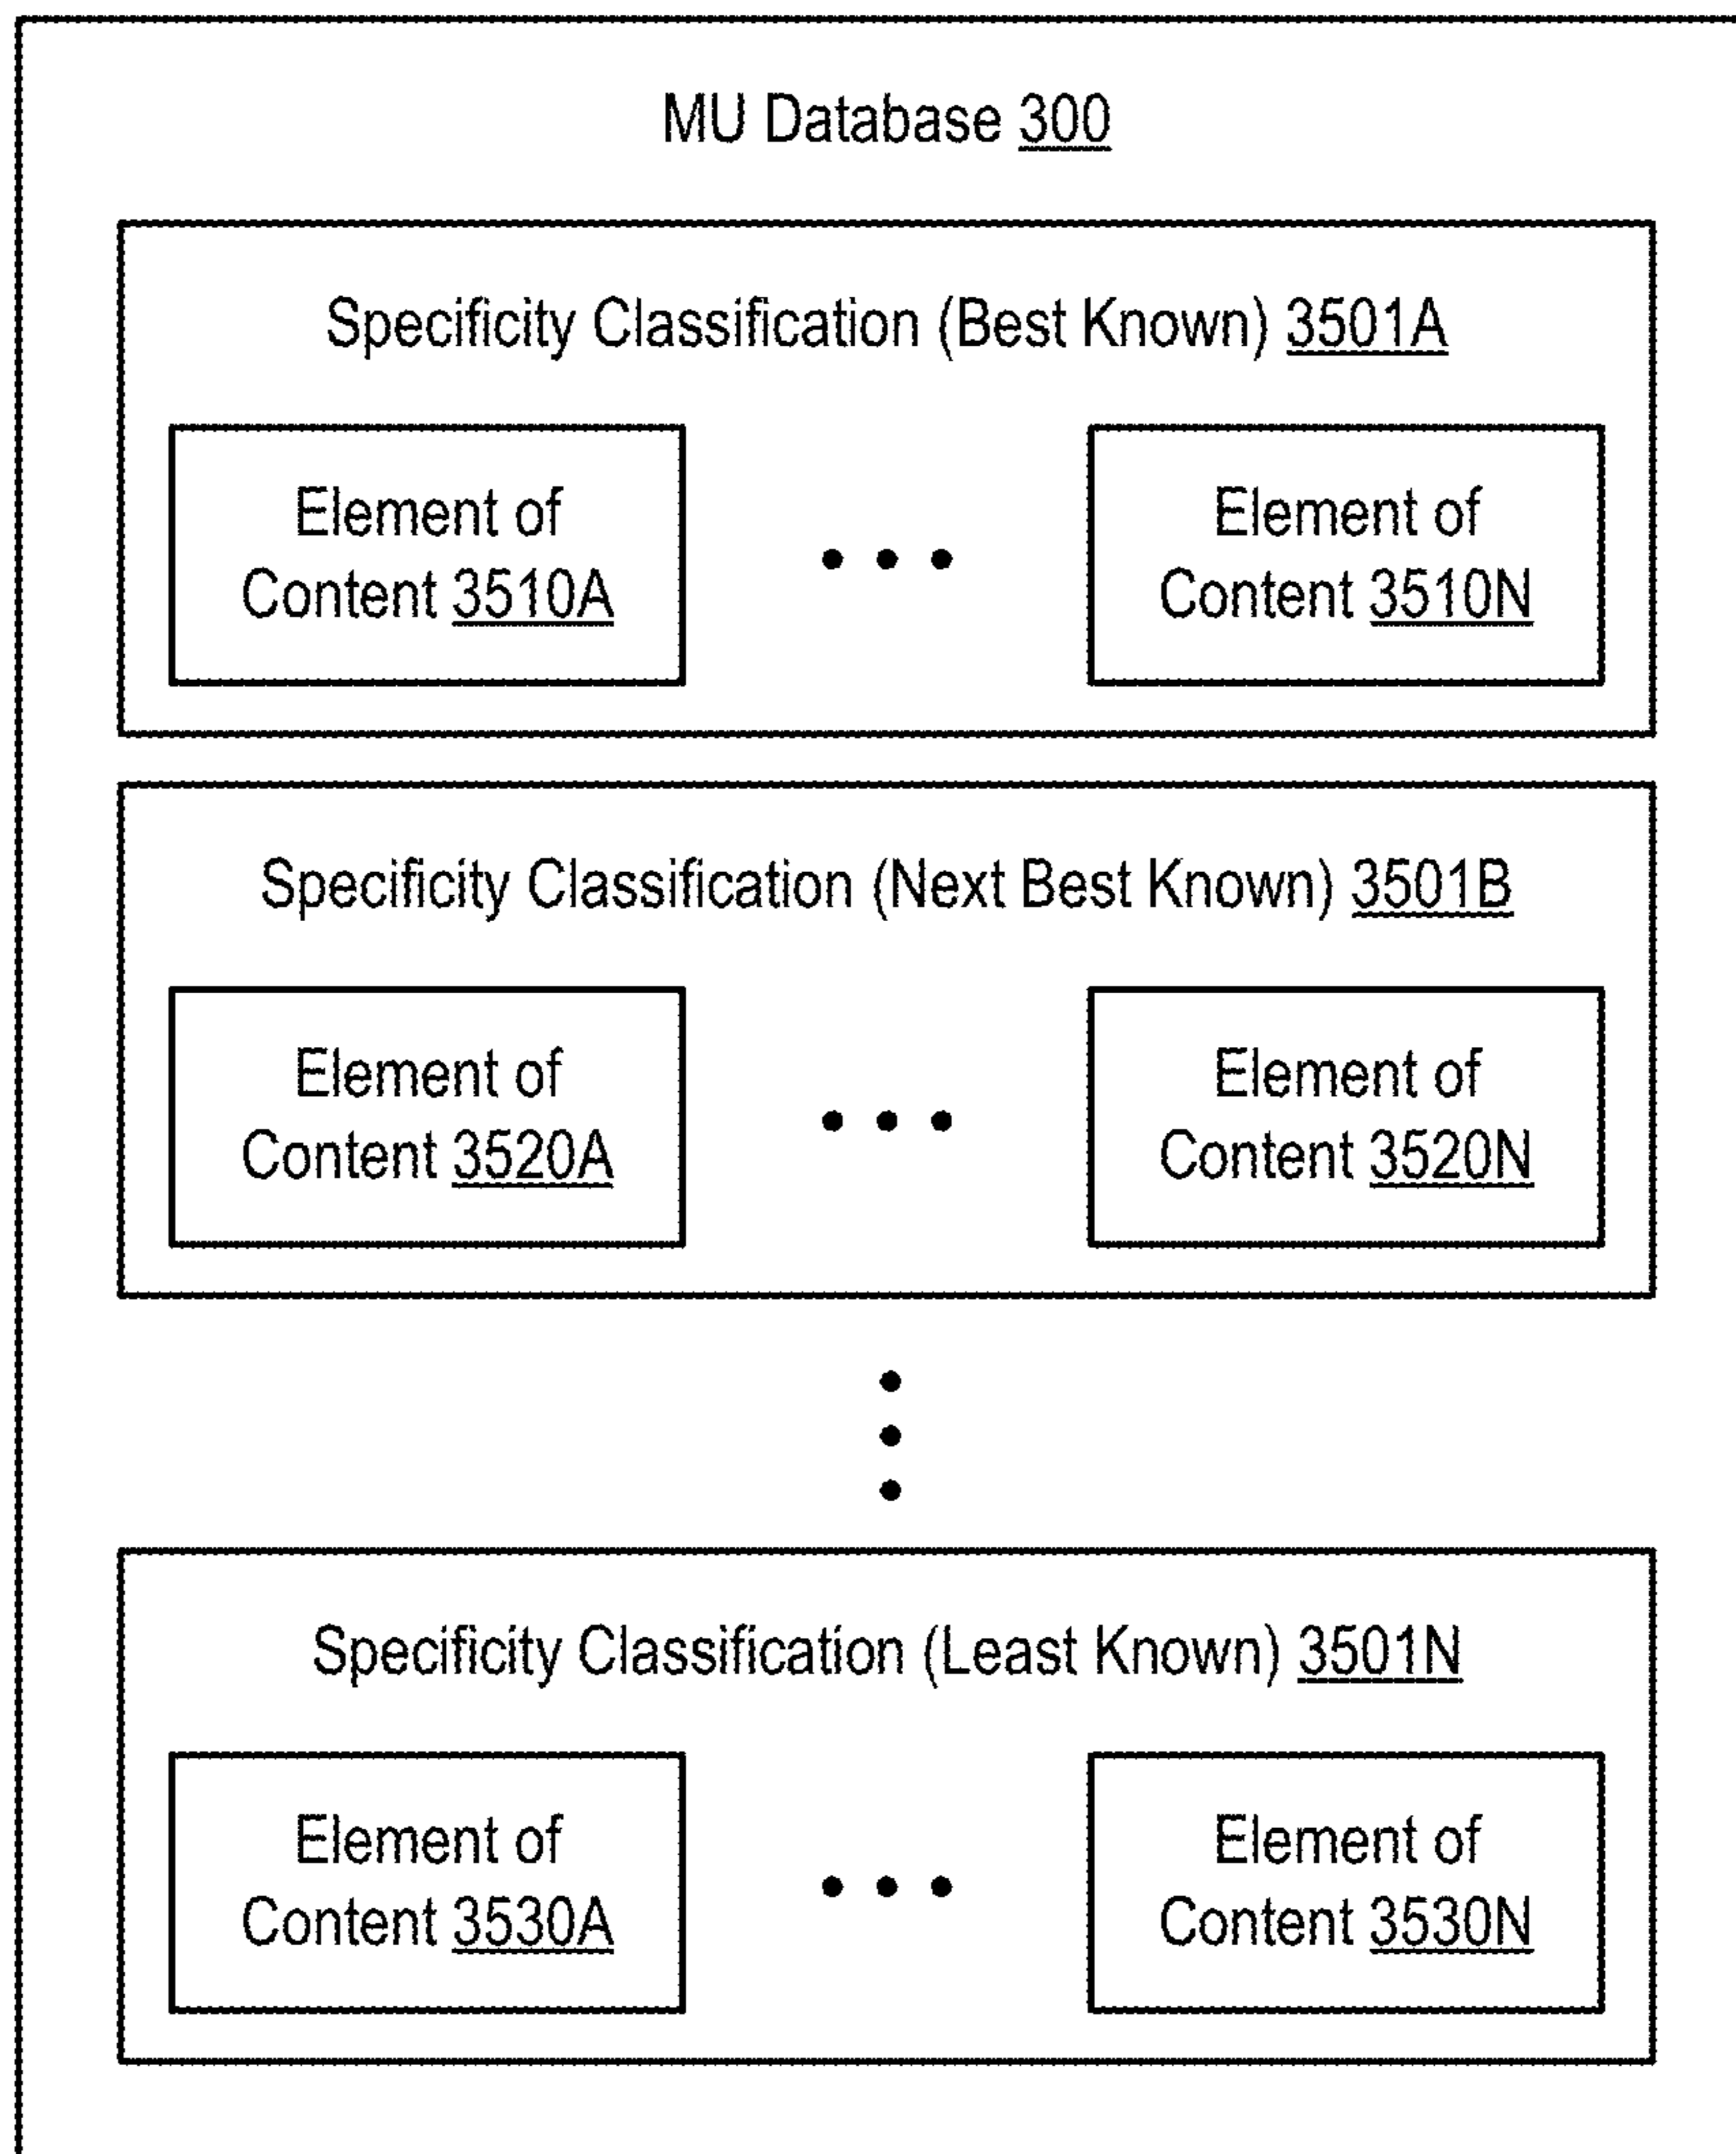 MU Database 300
Specificity Classification (Best Known) 3501A
Element of
Content 3510A
Element of
Content 3510N
Specificity Classification (Next Best Known) 3501B
Element of
Content 3520A
Element of
Content 3520N
Specificity Classification (Least Known) 3501N
Element of
Content 3530A
Element of
Content 3530N